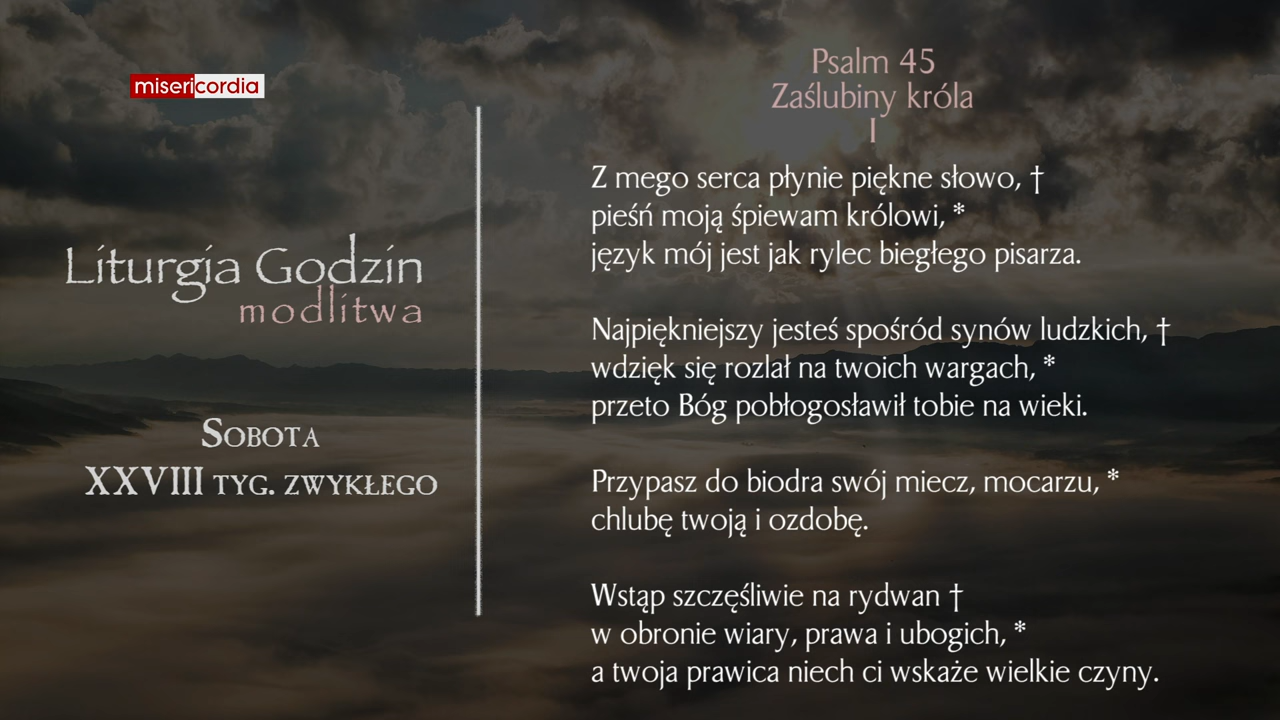 misericordia
Liturgia Godzin
modlitwa
Sobota
XXVIII tyg. zwykłego
Psalm 45
Zaślubiny króla
I
Z mego serca płynie piękne słowo, †
pieśń moją śpiewam królowi, *
język mój jest jak rylec biegłego pisarza.
Najpiękniejszy jesteś spośród synów ludzkich, †
wdzięk się rozlał na twoich wargach, *
przeto Bóg pobłogosławił tobie na wieki.
Przypasz do biodra swój miecz, mocarzu, *
chlubę twoją i ozdobę.
Wstąp szczęśliwie na rydwan †
w obronie wiary, prawa i ubogich, *
a twoja prawica niech ci wskaże wielkie czyny.